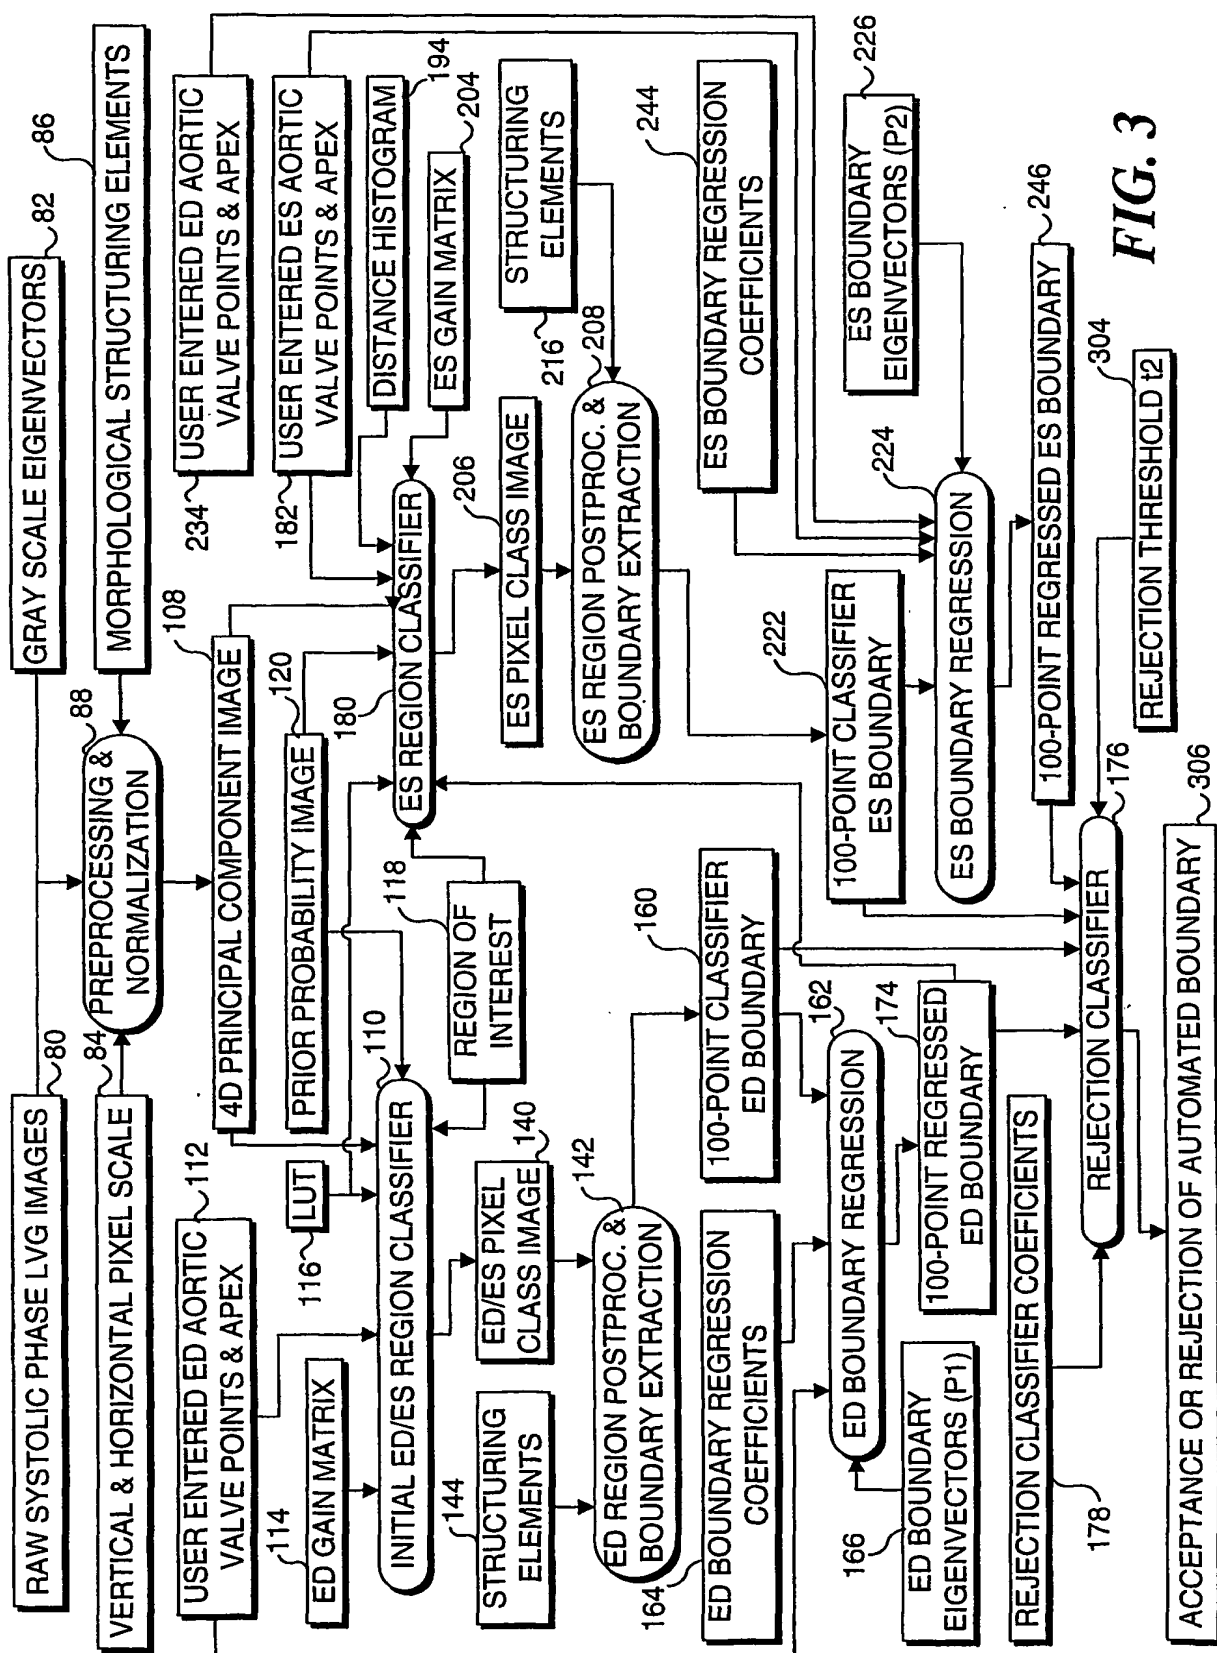 RAW SYSTOLIC PHASE LVG IMAGES
80
GRAY SCALE EIGENVECTORS
82
VERTICAL & HORIZONTAL PIXEL SCALE
84
PREPROCESSING &
NORMALIZATION
88
MORPHOLOGICAL STRUCTURING ELEMENTS
86
USER ENTERED ED AORTIC
VALVE POINTS & APEX
112
4D PRINCIPAL COMPONENT IMAGE
108
USER ENTERED ED AORTIC
VALVE POINTS & APEX
234
LUT
116
PRIOR PROBABILITY IMAGE
120
USER ENTERED ES AORTIC
VALVE POINTS & APEX
182
ED GAIN MATRIX
114
DISTANCE HISTOGRAM
194
INITIAL ED/ES REGION CLASSIFIER
110
REGION OF
INTEREST
118
ES REGION CLASSIFIER
180
ES GAIN MATRIX
204
STRUCTURING
ELEMENTS
144
ED/ES PIXEL
CLASS IMAGE
140
ES PIXEL CLASS IMAGE
206
STRUCTURING
ELEMENTS
216
ED REGION POSTPROC. &
BOUNDARY EXTRACTION
142
ES REGION POSTPROC. &
BOUNDARY EXTRACTION
208
ED BOUNDARY REGRESSION
COEFFICIENTS
164
100-POINT CLASSIFIER
ED BOUNDARY
160
ES BOUNDARY REGRESSION
COEFFICIENTS
244
ED BOUNDARY REGRESSION
162
100-POINT CLASSIFIER
ES BOUNDARY
222
ES BOUNDARY
EIGENVECTORS (P2)
226
ED BOUNDARY
EIGENVECTORS (P1)
166
100-POINT REGRESSED
ED BOUNDARY
174
ES BOUNDARY REGRESSION
224
REJECTION CLASSIFIER COEFICIENTS
178
100-POINT REGRESSED ES BOUNDARY
246
REJECTION CLASSIFIER
176
REJECTION THRESHOLD t2
304
ACCEPTANCE OR REJECTION OF AUTOMATED BOUNDARY
306
FIG. 3